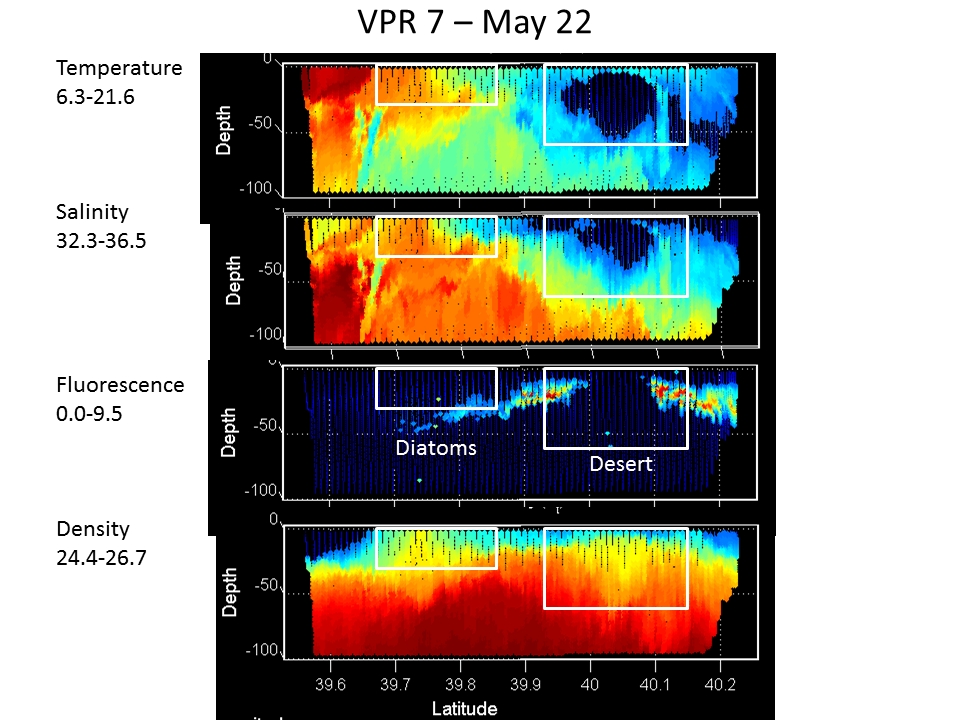 VPR 7 – May 22
Temperature
6.3-21.6
0
Depth
-50
-100
Salinity
32.3-36.5
Depth
-50
-100
Fluorescence
0.0-9.5
0
Depth
-50
-100
Diatoms
Desert
Density
24.4-26.7
0
Depth
-50
-100
39.6 39.7 39.8 39.9 40 40.1 40.2
Latitude